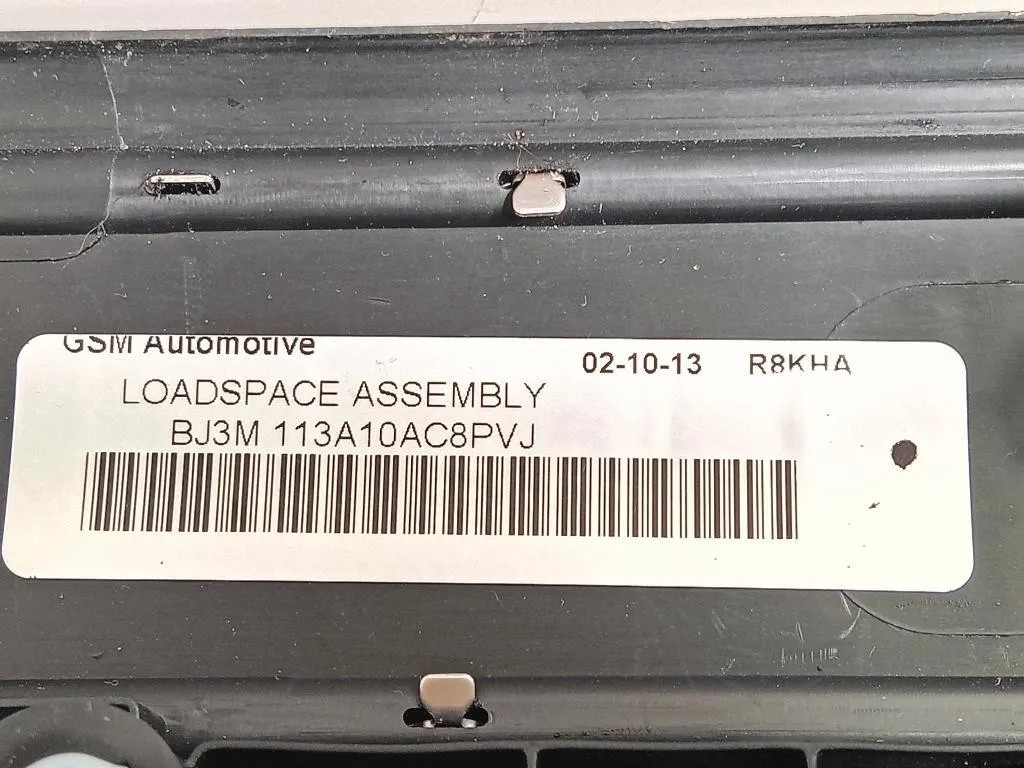 GSM Automotive 02-10-13 R8KHA
LOADSPACE ASSEMBLY
BJ3M 113A10AC8PVJ